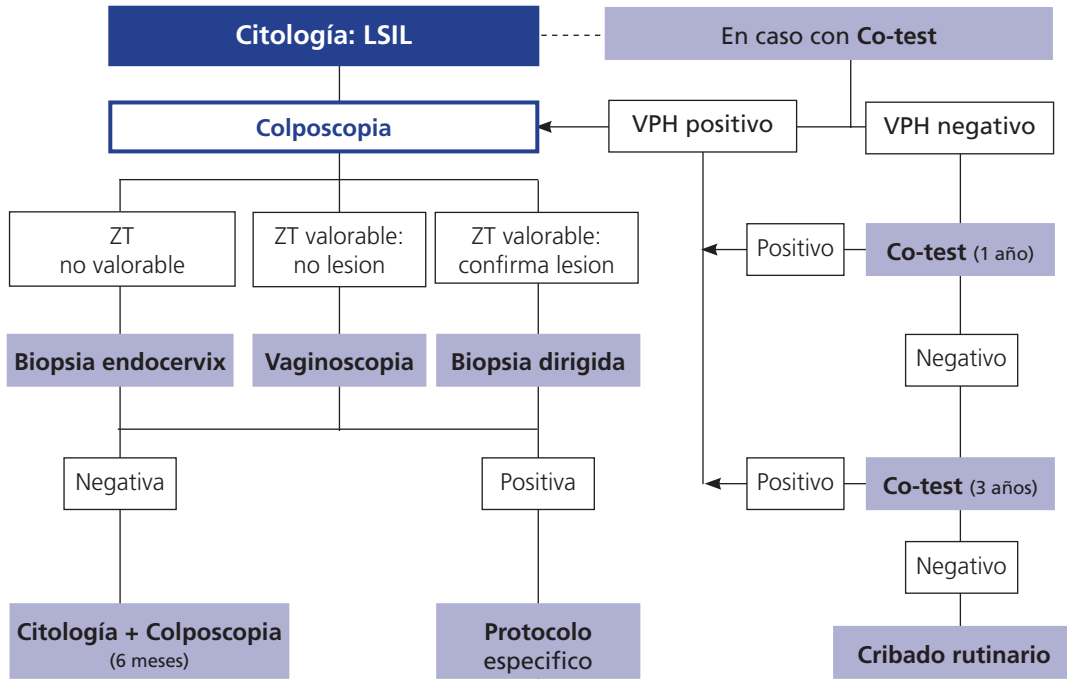 Citología: LSIL
En caso con Co-test
Colposcopia
VPH positivo
VPH negativo
ZT
no valorable
ZT valorable:
no lesion
ZT valorable:
confirma lesion
Positivo
Co-test (1 año)
Biopsia endocervix
Vaginoscopia
Biopsia dirigida
Negativo
Negativa
Positiva
Positivo
Co-test (3 años)
Negativo
Citología + Colposcopia
(6 meses)
Protocolo
especifico
Cribado rutinario